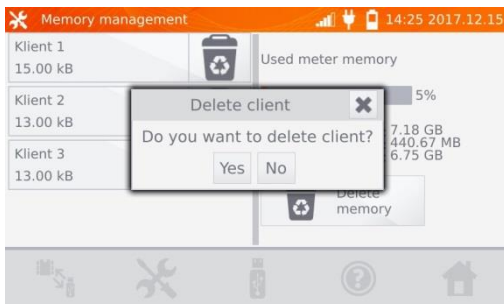 Memory management
14:25 2017.12.15
Klient 1
15.00 kB
Klient 2
13.00 kB
Klient 3
13.00 kB
Used meter memory
5%
7.18 GB
440.67 MB
6.75 GB
Delete
memory
Delete client
Do you want to delete client?
Yes No